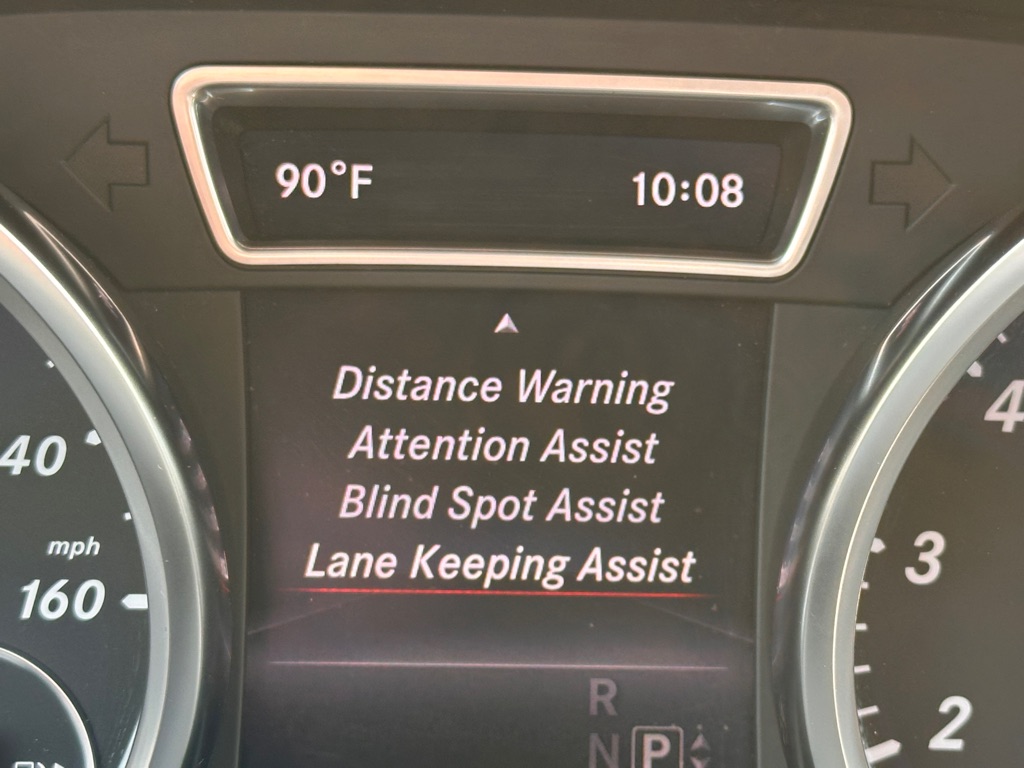 90°F 10:08
Distance Warning
Attention Assist
Blind Spot Assist
Lane Keeping Assist
40
mph
160
4
3
2
R
N P